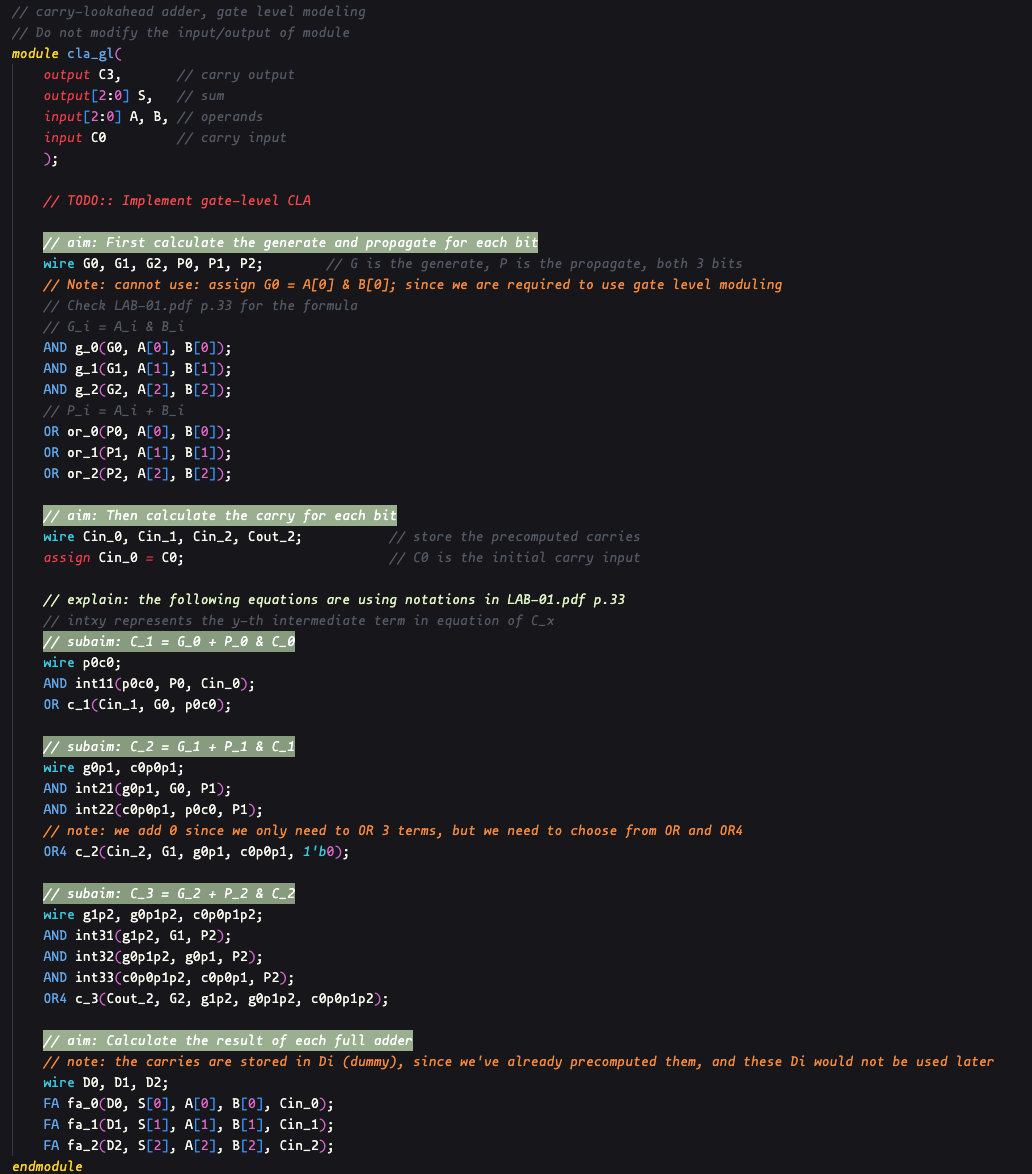 // carry-lookahead adder, gate level modeling
// Do not modify the input/output of module
module cla_gl(
output C3, // carry output
output[2:0] S, // sum
input[2:0] A, B, // operands
input C0 // carry input
);
// TODO:: Implement gate-level CLA
// aim: First calculate the generate and propagate for each bit
wire G0, G1, G2, P0, P1, P2; // G is the generate, P is the propagate, both 3 bits
// Note: cannot use: assign G0 = A[0] & B[0]; since we are required to use gate level moduling
// Check LAB-01.pdf p.33 for the formula
// G_i = A_i & B_i
AND g_0(G0, A[0], B[0]);
AND g_1(G1, A[1], B[1]);
AND g_2(G2, A[2], B[2]);
// P_i = A_i + B_i
OR or_0(P0, A[0], B[0]);
OR or_1(P1, A[1], B[1]);
OR or_2(P2, A[2], B[2]);
// aim: Then calculate the carry for each bit
wire Cin_0, Cin_1, Cin_2, Cout_2; // store the precomputed carries
assign Cin_0 = C0; // C0 is the initial carry input
// explain: the following equations are using notations in LAB-01.pdf p.33
// intxy represents the y-th intermediate term in equation of C_x
// subaim: C_1 = G_0 + P_0 & C_0
wire p0c0;
AND int11(p0c0, P0, Cin_0);
OR c_1(Cin_1, G0, p0c0);
// subaim: C_2 = G_1 + P_1 & C_1
wire g0p1, c0p0p1;
AND int21(g0p1, G0, P1);
AND int22(c0p0p1, p0c0, P1);
// note: we add 0 since we only need to OR 3 terms, but we need to choose from OR and OR4
OR4 c_2(Cin_2, G1, g0p1, c0p0p1, 1'b0);
// subaim: C_3 = G_2 + P_2 & C_2
wire g1p2, g0p1p2, c0p0p1p2;
AND int31(g1p2, G1, P2);
AND int32(g0p1p2, g0p1, P2);
AND int33(c0p0p1p2, c0p0p1, P2);
OR4 c_3(Cout_2, G2, g1p2, g0p1p2, c0p0p1p2);
// aim: Calculate the result of each full adder
// note: the carries are stored in Di (dummy), since we've already precomputed them, and these Di would not be used later
wire D0, D1, D2;
FA fa_0(D0, S[0], A[0], B[0], Cin_0);
FA fa_1(D1, S[1], A[1], B[1], Cin_1);
FA fa_2(D2, S[2], A[2], B[2], Cin_2);
endmodule